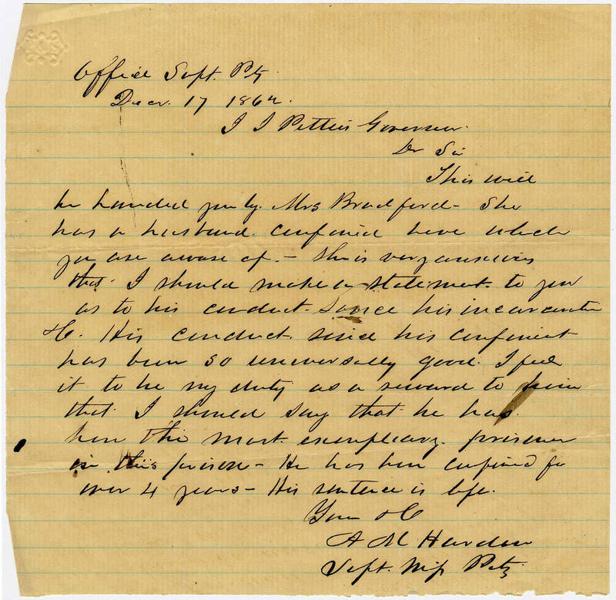 Office Supt. Pty.
Decr. 17 1862.
J J Pettus Governor.
Dr Sir
This will
be handed you by Mrs Bradford – She
has a husband confined here which
you are aware of. – She is very anxious
that I should make a statement to you
as to his conduct since his incarceration
&C. His conduct since his confinement
has been so universally good. I feel
it to be my duty as a reward to him
that I should say that he has
been the most exemplary prisoner
in this prison – He has been confined for
over 4 years – His sentence is life.
Your &C
A M Hardin
Supt. Miss Pty.